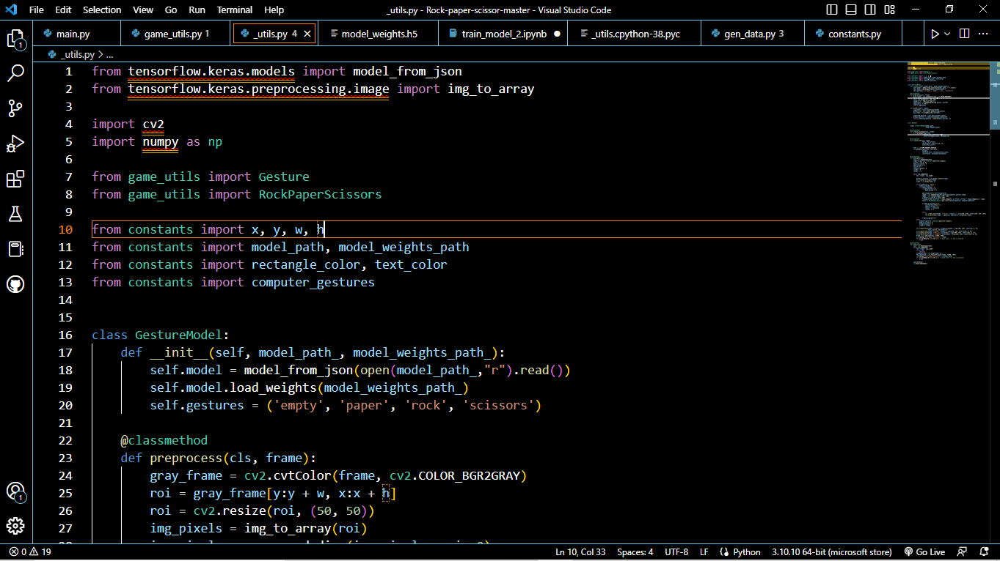 File Edit Selection View Go Run Terminal Help _utils.py - Rock-paper-scissor-master - Visual Studio Code
main.py game_utils.py 1 _utils.py 4 model_weights.h5 train_model_2.ipynb _utils.cpython-38.pyc gen_data.py 3 constants.py
_utils.py > ...
1 from tensorflow.keras.models import model_from_json
2 from tensorflow.keras.preprocessing.image import img_to_array
3
4 import cv2
5 import numpy as np
6
7 from game_utils import Gesture
8 from game_utils import RockPaperScissors
9
10 from constants import x, y, w, h
11 from constants import model_path, model_weights_path
12 from constants import rectangle_color, text_color
13 from constants import computer_gestures
14
15
16 class GestureModel:
17 def __init__(self, model_path_, model_weights_path_):
18 self.model = model_from_json(open(model_path_,"r").read())
19 self.model.load_weights(model_weights_path_)
20 self.gestures = ('empty', 'paper', 'rock', 'scissors')
21
22 @classmethod
23 def preprocess(cls, frame):
24 gray_frame = cv2.cvtColor(frame, cv2.COLOR_BGR2GRAY)
25 roi = gray_frame[y:y + w, x:x + h]
26 roi = cv2.resize(roi, (50, 50))
27 img_pixels = img_to_array(roi)
0 19 Ln 10, Col 33 Spaces: 4 UTF-8 LF Python 3.10.10 64-bit (microsoft store) Go Live